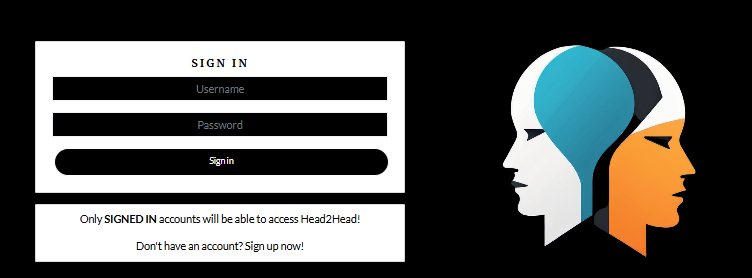 SIGN IN
Username
Password
Sign in
Only SIGNED IN accounts will be able to access Head2Head!
Don't have an account? Sign up now!